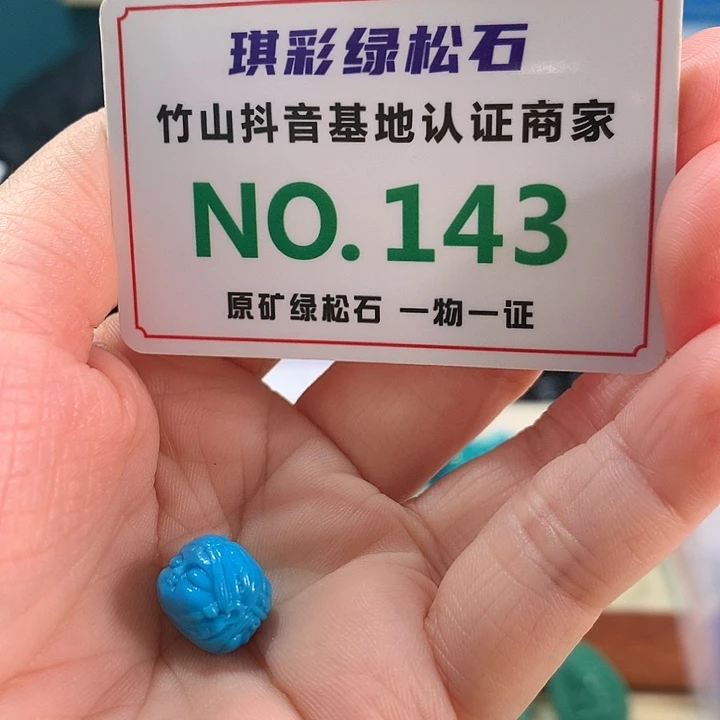 琪彩绿松石
竹山抖音基地认证商家
NO.143
原矿绿松石 一物一证